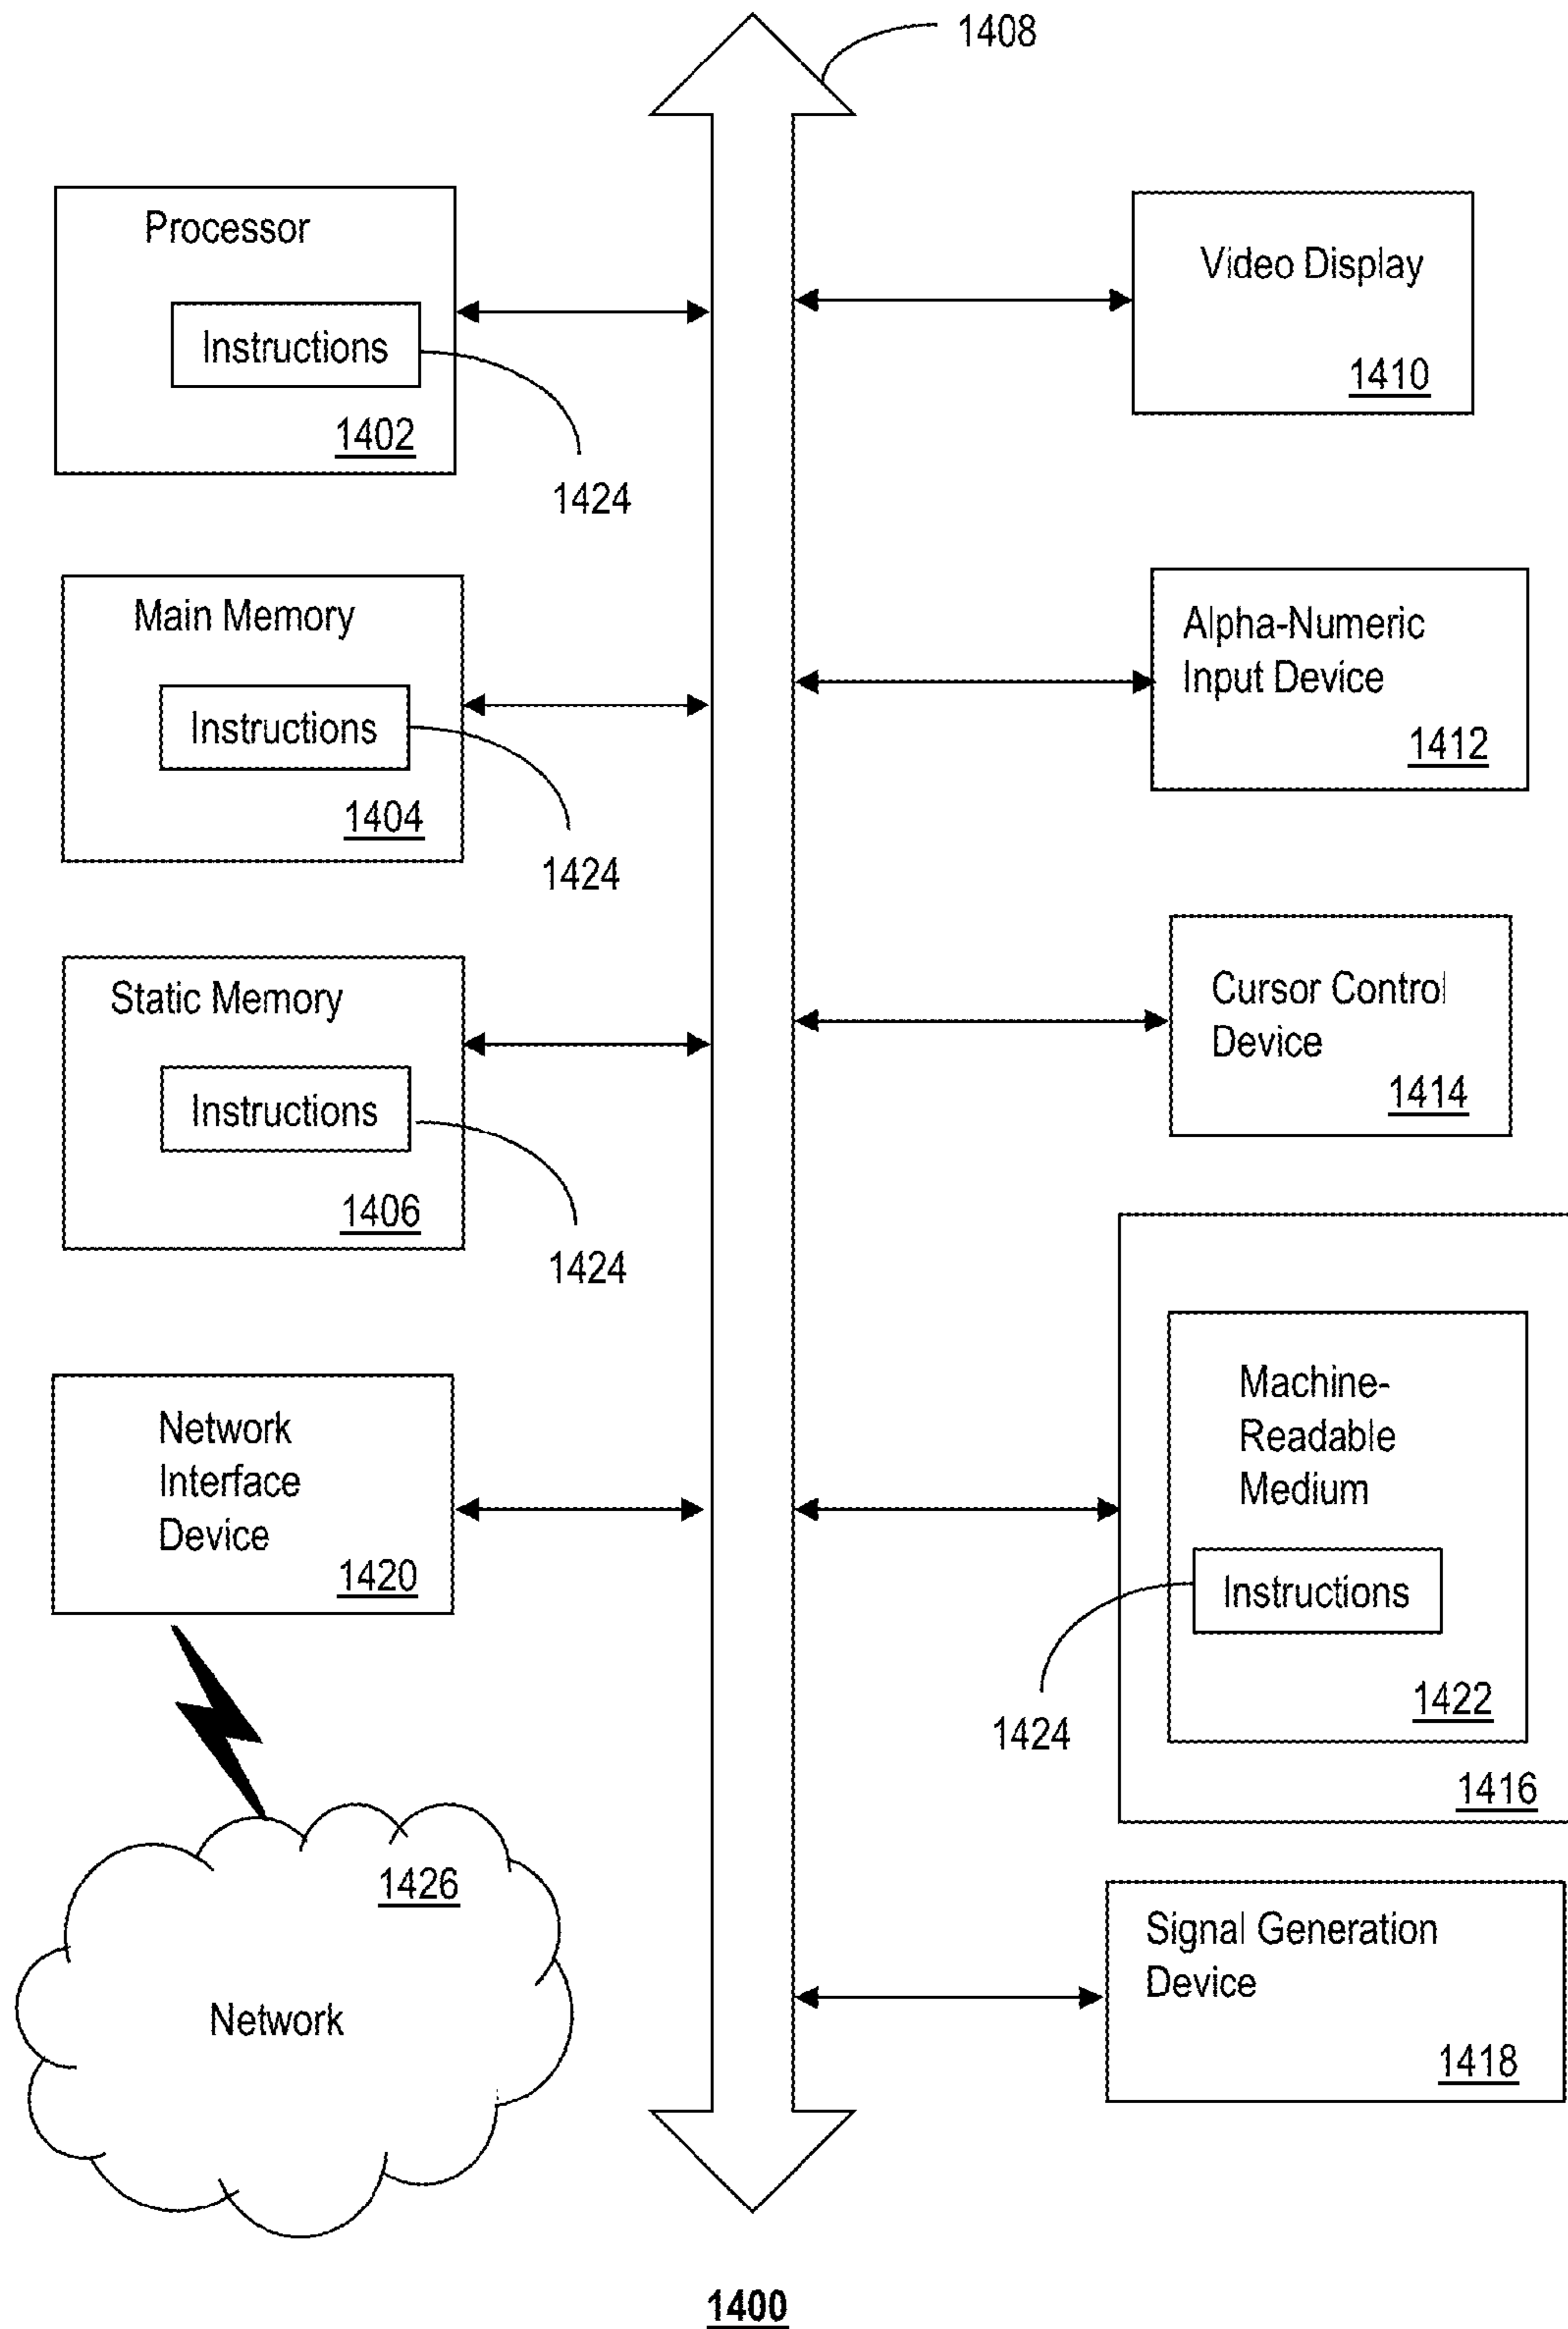 1408
Processor
Instructions
1402
1424
Main Memory
Instructions
1404
1424
Static Memory
Instructions
1406
1424
Network
Interface
Device
1420
1426
Network
Video Display
1410
Alpha-Numeric
Input Device
1412
Cursor Control
Device
1414
Machine-
Readable
Medium
Instructions
1422
1424
1416
Signal Generation
Device
1418
1400